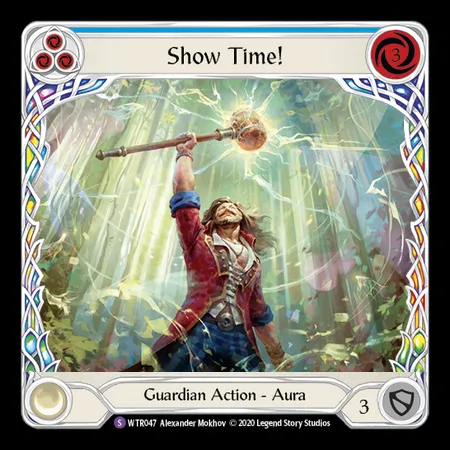 Show Time!
3
Guardian Action - Aura
3
S WTR047 Alexander Mokhov © 2020 Legend Story Studios